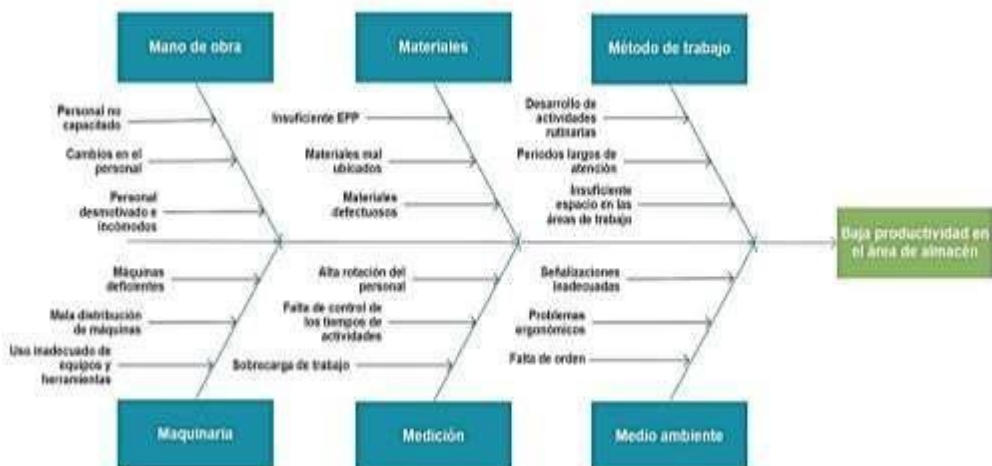 Mano de obra
Materiales
Método de trabajo
Personal no
capacitado
Cambios en el
personal
Personal
desmotivado e
incómodos
Insuficiente EPP
Materiales mal
ubicados
Materiales
defectuosos
Desarrollo de
actividades
rutinarias
Periodos largos de
atención
Insuficiente
espacio en las
áreas de trabajo
Baja productividad en
el área de almacén
Máquinas
deficientes
Mala distribución
de máquinas
Uso inadecuado de
equipos y
herramientas
Alta rotación del
personal
Falta de control de
los tiempos de
actividades
Sobrecarga de trabajo
Señalizaciones
inadecuadas
Problemas
ergonómicos
Falta de orden
Maquinaria
Medición
Medio ambiente